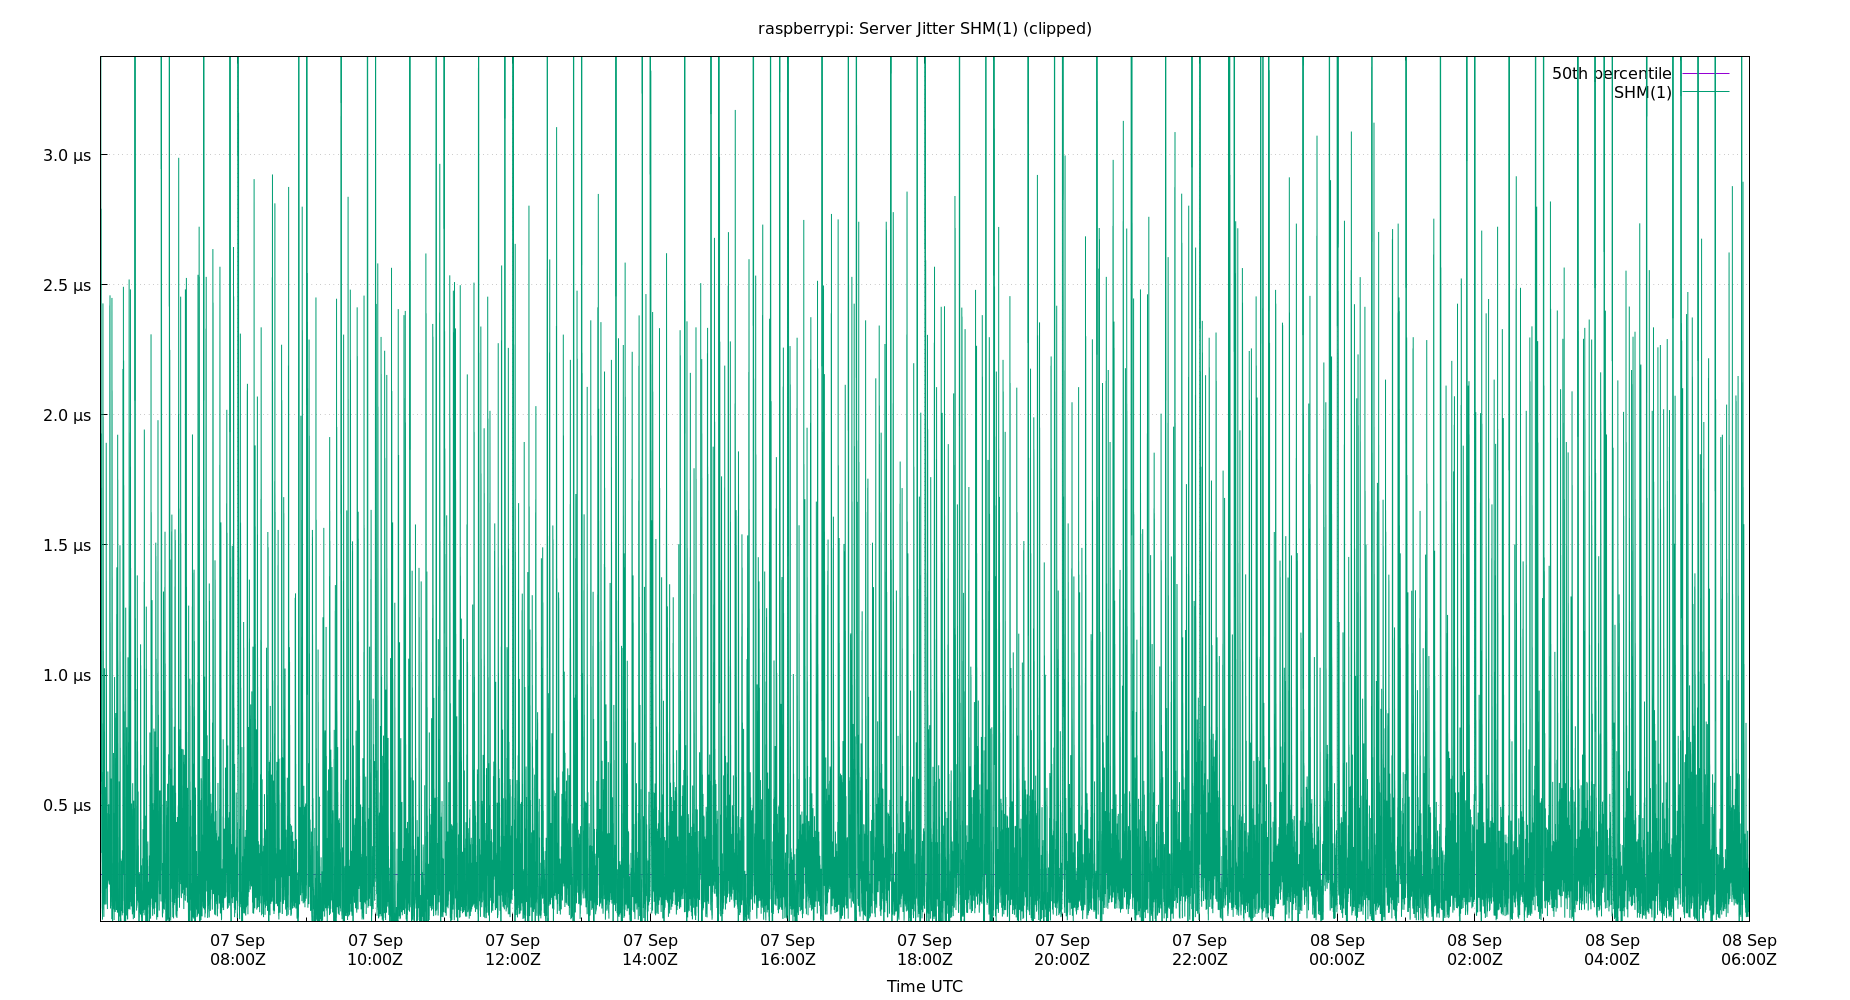 raspberrypi: Server Jitter SHM(1) (clipped)
50th percentile
SHM(1)
3.0 µs
2.5 µs
2.0 µs
1.5 µs
1.0 µs
0.5 µs
07 Sep 07 Sep 07 Sep 07 Sep 07 Sep 07 Sep 07 Sep 07 Sep 08 Sep 08 Sep 08 Sep 08 Sep
08:00Z 10:00Z 12:00Z 14:00Z 16:00Z 18:00Z 20:00Z 22:00Z 00:00Z 02:00Z 04:00Z 06:00Z
Time UTC